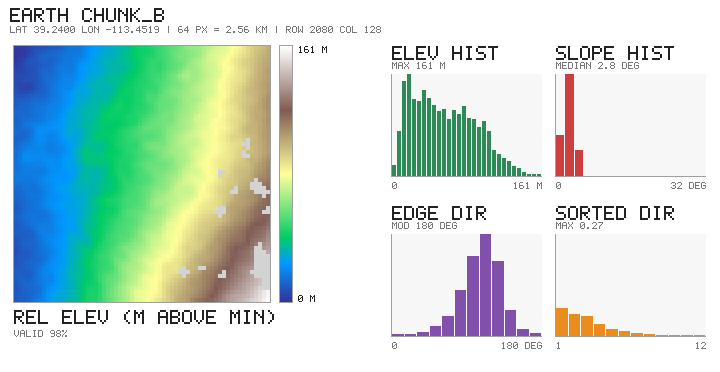 EARTH CHUNK_B
LAT 39.2400 LON -113.4519 | 64 PX = 2.56 KM | ROW 2080 COL 128
161 M
0 M
REL ELEV (M ABOVE MIN)
VALID 98%
ELEV HIST
MAX 161 M
0 161 M
SLOPE HIST
MEDIAN 2.8 DEG
0 32 DEG
EDGE DIR
MOD 180 DEG
0 180 DEG
SORTED DIR
MAX 0.27
1 12